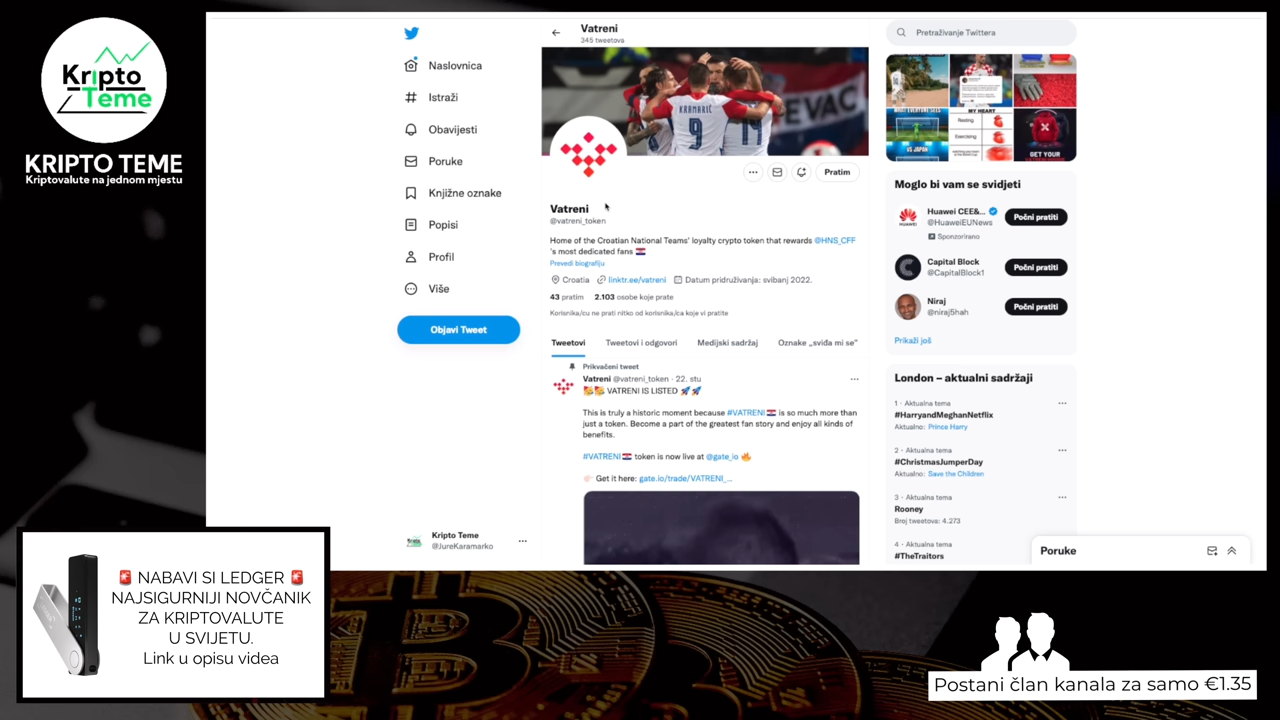 Kripto
Teme
KRIPTO TEME
Kriptovalute na jednom mjestu
Naslovnica
Istraži
Obavijesti
Poruke
Knjižne oznake
Popisi
Profil
Više
Objavi Tweet
Kripto Teme
@JureKaramarko
Vatreni
345 tweetova
KRAMARIĆ
9
Pratim
Vatreni
@vatreni_token
Home of the Croatian National Teams' loyalty crypto token that rewards @HNS_CFF
's most dedicated fans 🇭🇷
Prevedi biografiju
Croatia linktr.ee/vatreni Datum pridruživanja: svibanj 2022.
43 pratim 2.103 osobe koje prate
Korisnika/cu ne prati nitko od korisnika/ca koje vi pratite
Tweetovi Tweetovi i odgovori Medijski sadržaj Oznake „sviđa mi se"
Prikvačeni tweet
Vatreni @vatreni_token · 22. stu
🥰🥰 VATRENI IS LISTED 🚀🚀
This is truly a historic moment because #VATRENI 🇭🇷 is so much more than
just a token. Become a part of the greatest fan story and enjoy all kinds of
benefits.
#VATRENI 🇭🇷 token is now live at @gate_io 🔥
👉🏻 Get it here: gate.io/trade/VATRENI_...
Pretraživanje Twittera
VS JAPAN
MY HEART
Resting
Exercising
GET YOUR
Moglo bi vam se svidjeti
Huawei CEE&...
@HuaweiEUNews
Sponzorirano
Počni pratiti
Capital Block
@CapitalBlock1
Počni pratiti
Niraj
@niraj5hah
Počni pratiti
Prikaži još
London – aktualni sadržaji
1 · Aktualna tema
#HarryandMeghanNetflix
Aktualno: Prince Harry
2 · Aktualna tema
#ChristmasJumperDay
Aktualno: Save the Children
3 · Aktualna tema
Rooney
Broj tweetova: 4.273
4 · Aktualna tema
#TheTraitors
Poruke
🚨 NABAVI SI LEDGER 🚨
NAJSIGURNIJI NOVČANIK
ZA KRIPTOVALUTE
U SVIJETU.
Link u opisu videa
Postani član kanala za samo €1.35